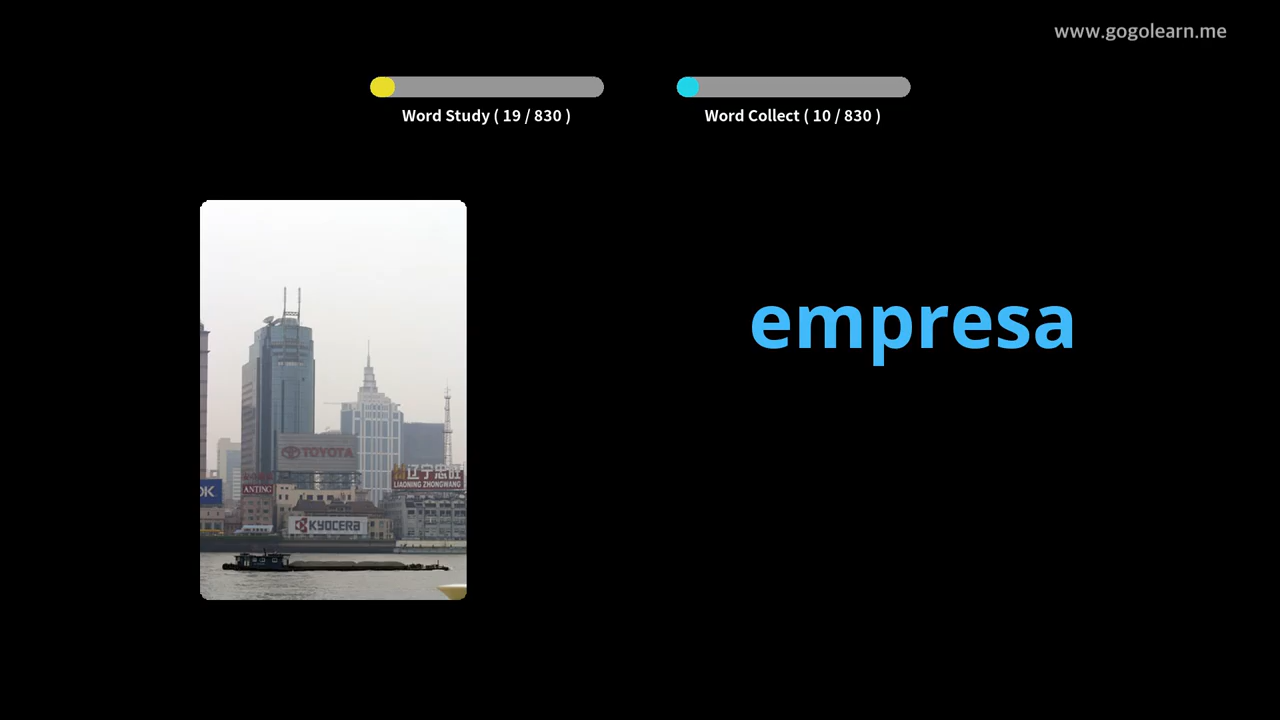 www.gogolearn.me
Word Study ( 19 / 830 )
Word Collect ( 10 / 830 )
empresa
TOYOTA
辽宁忠旺
LIAONING ZHONGWANG
OK
ANTING
KYOCERA